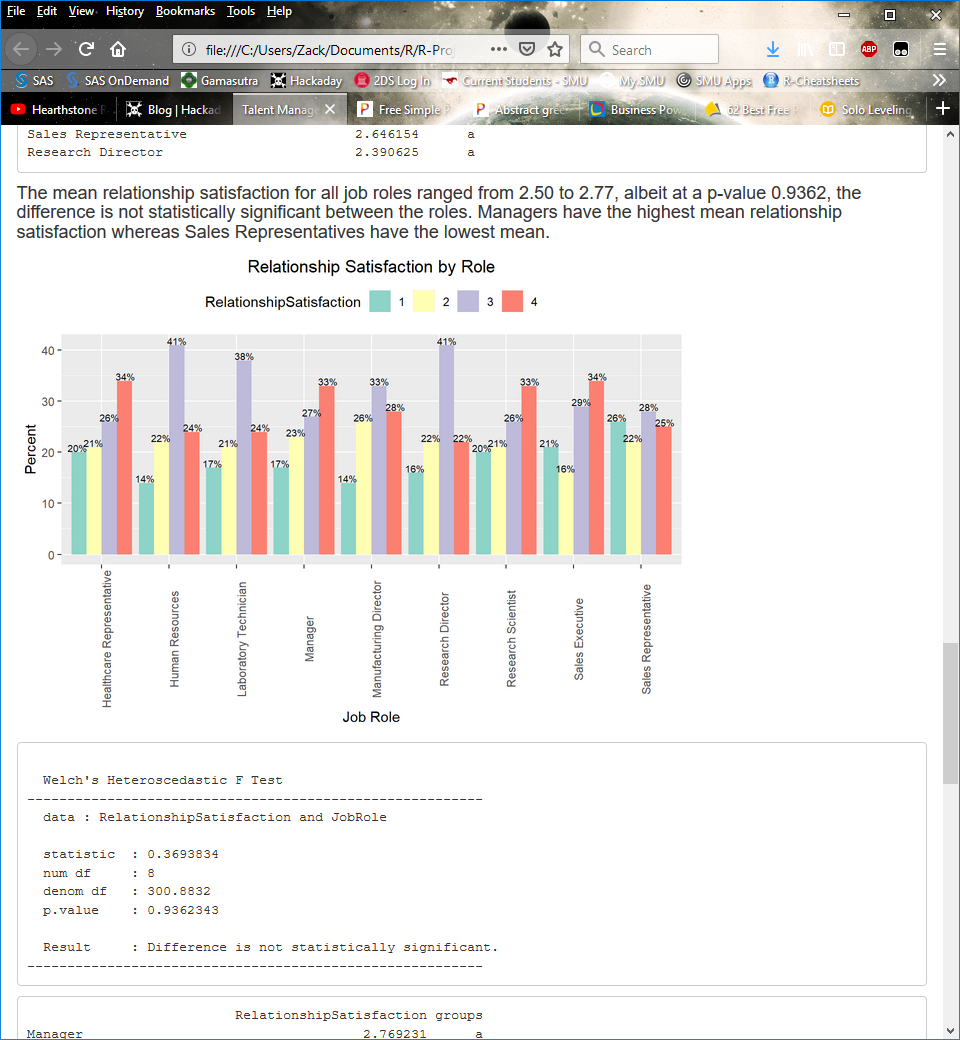 File Edit View History Bookmarks Tools Help
file:///C:/Users/Zack/Documents/R/R-Proj
Search
ABP
SAS SAS OnDemand Gamasutra Hackaday 2DS Log In Current Students - SMU My SMU SMU Apps R-Cheatsheets
Hearthstone Blog | Hackad Talent Manage Free Simple Abstract gre Business Pow 62 Best Free Solo Leveling
Sales Representative 2.646154 a
Research Director 2.390625 a
The mean relationship satisfaction for all job roles ranged from 2.50 to 2.77, albeit at a p-value 0.9362, the
difference is not statistically significant between the roles. Managers have the highest mean relationship
satisfaction whereas Sales Representatives have the lowest mean.
Relationship Satisfaction by Role
RelationshipSatisfaction 1 2 3 4
Percent
40
30
20
10
0
20% 21% 26% 34%
14% 22% 41% 24%
17% 21% 38% 24%
17% 23% 27% 33%
14% 26% 33% 28%
16% 22% 41% 22%
20% 21% 26% 33%
21% 16% 29% 34%
26% 22% 28% 25%
Healthcare Representative
Human Resources
Laboratory Technician
Manager
Manufacturing Director
Research Director
Research Scientist
Sales Executive
Sales Representative
Job Role
Welch's Heteroscedastic F Test
---------------------------------------------------------
data : RelationshipSatisfaction and JobRole
statistic : 0.3693834
num df : 8
denom df : 300.8832
p.value : 0.9362343
Result : Difference is not statistically significant.
---------------------------------------------------------
RelationshipSatisfaction groups
Manager 2.769231 a